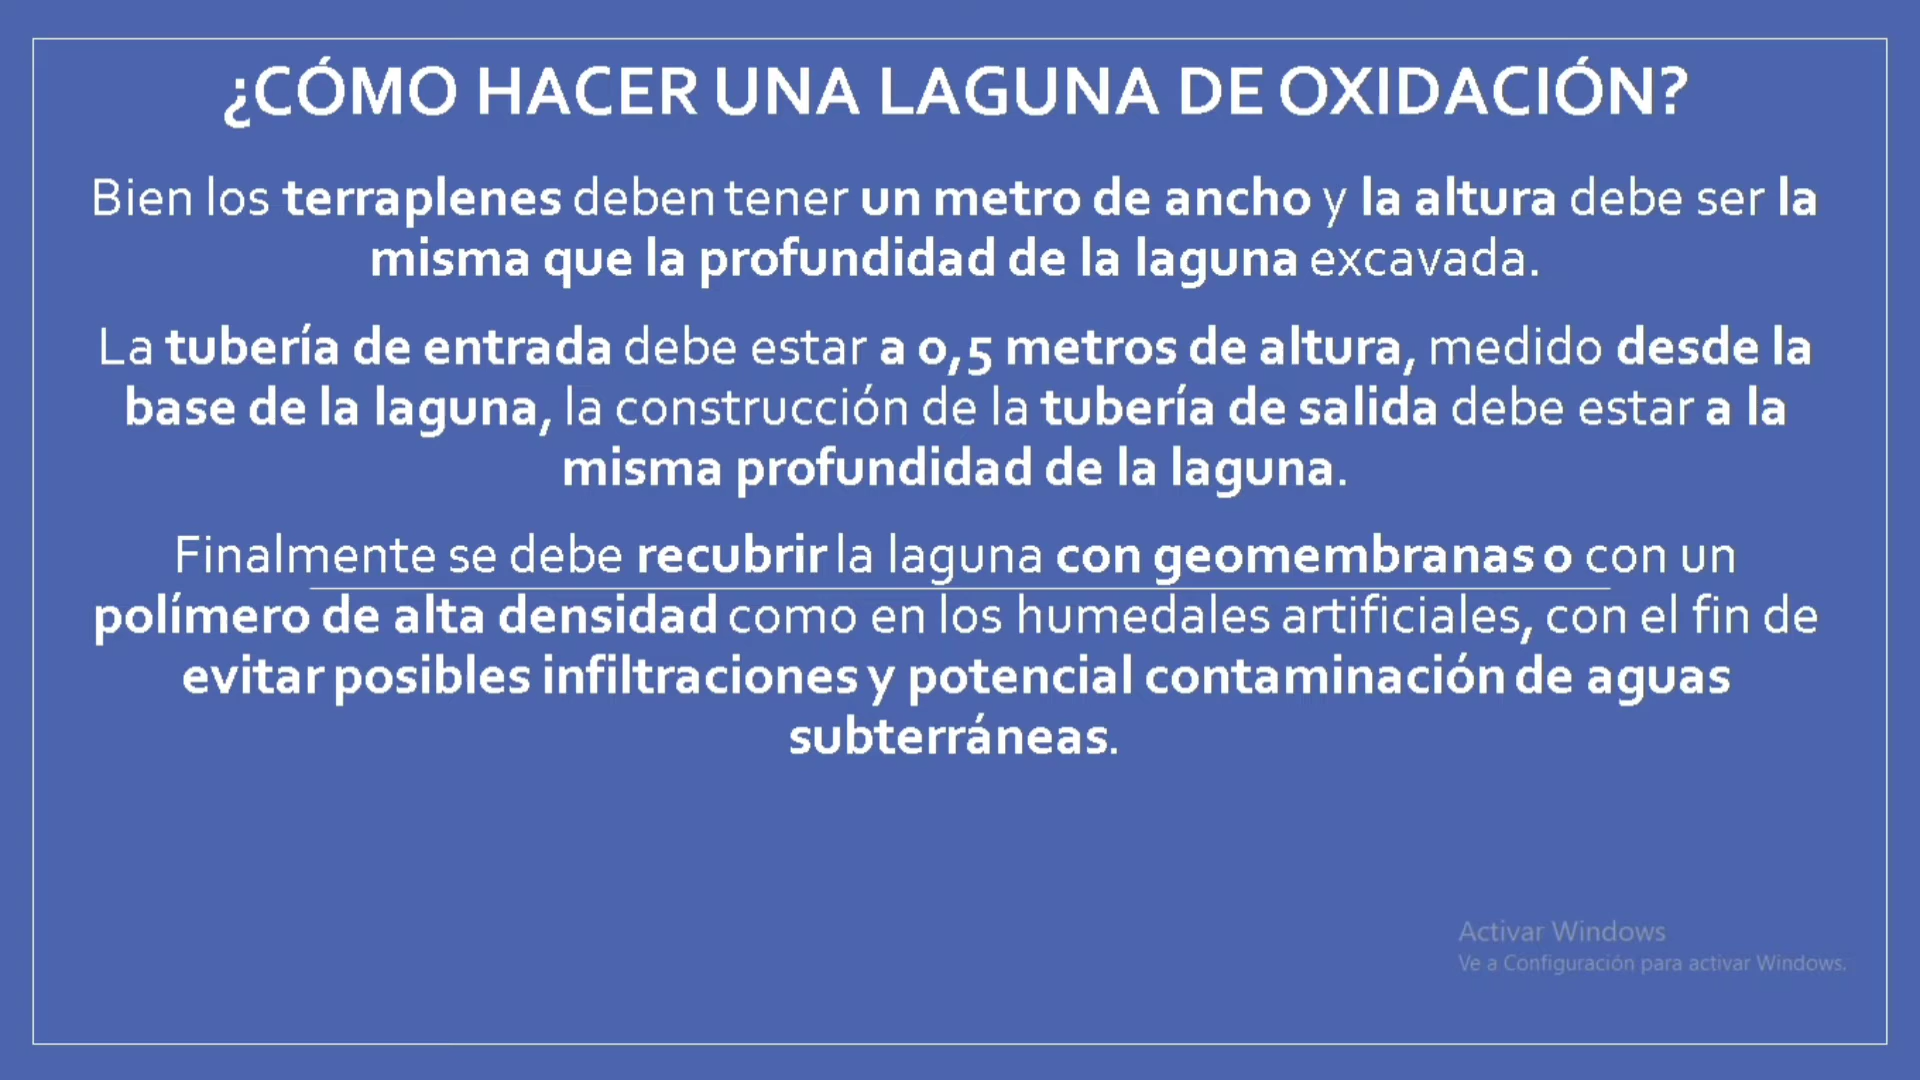 ¿CÓMO HACER UNA LAGUNA DE OXIDACIÓN?
Bien los terraplenes deben tener un metro de ancho y la altura debe ser la
misma que la profundidad de la laguna excavada.
La tubería de entrada debe estar a 0,5 metros de altura, medido desde la
base de la laguna, la construcción de la tubería de salida debe estar a la
misma profundidad de la laguna.
Finalmente se debe recubrir la laguna con geomembranas o con un
polímero de alta densidad como en los humedales artificiales, con el fin de
evitar posibles infiltraciones y potencial contaminación de aguas
subterráneas.
Activar Windows
Ve a Configuración para activar Windows.